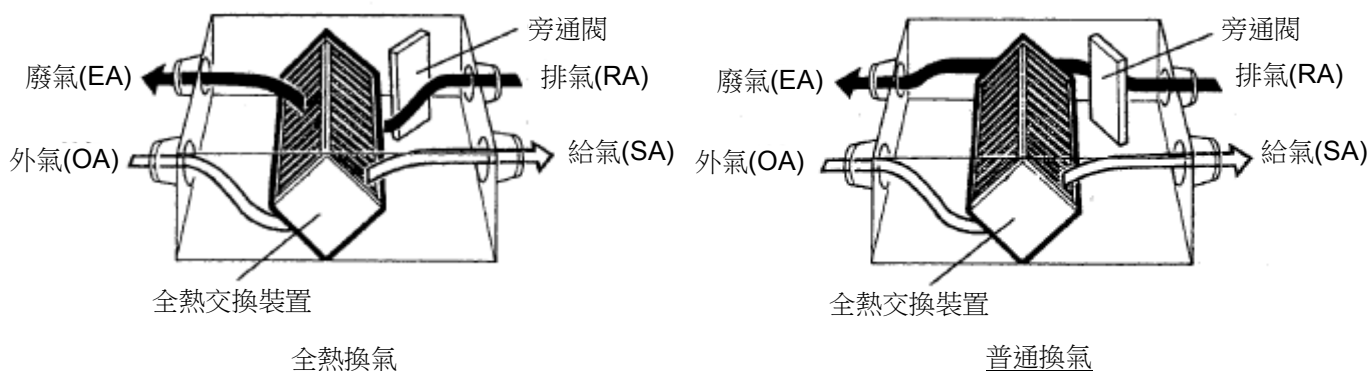 旁通閥
廢氣(EA)
排氣(RA)
外氣(OA)
給氣(SA)
全熱交換裝置
全熱換氣
旁通閥
廢氣(EA)
排氣(RA)
外氣(OA)
給氣(SA)
全熱交換裝置
普通換氣